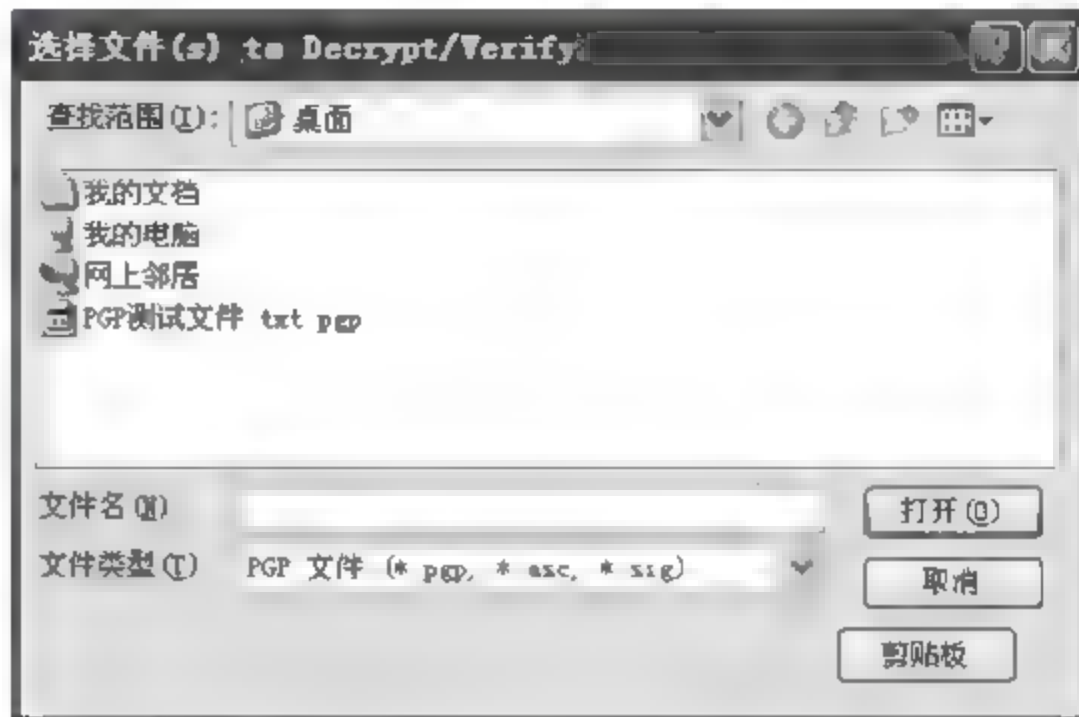 选择文件(s) to Decrypt/Verify
查找范围(I): 桌面
我的文档
我的电脑
网上邻居
PGP测试文件 txt pgp
文件名(N)
打开(O)
文件类型(T) PGP 文件 (* pgp, * asc, * sig)
取消
剪贴板